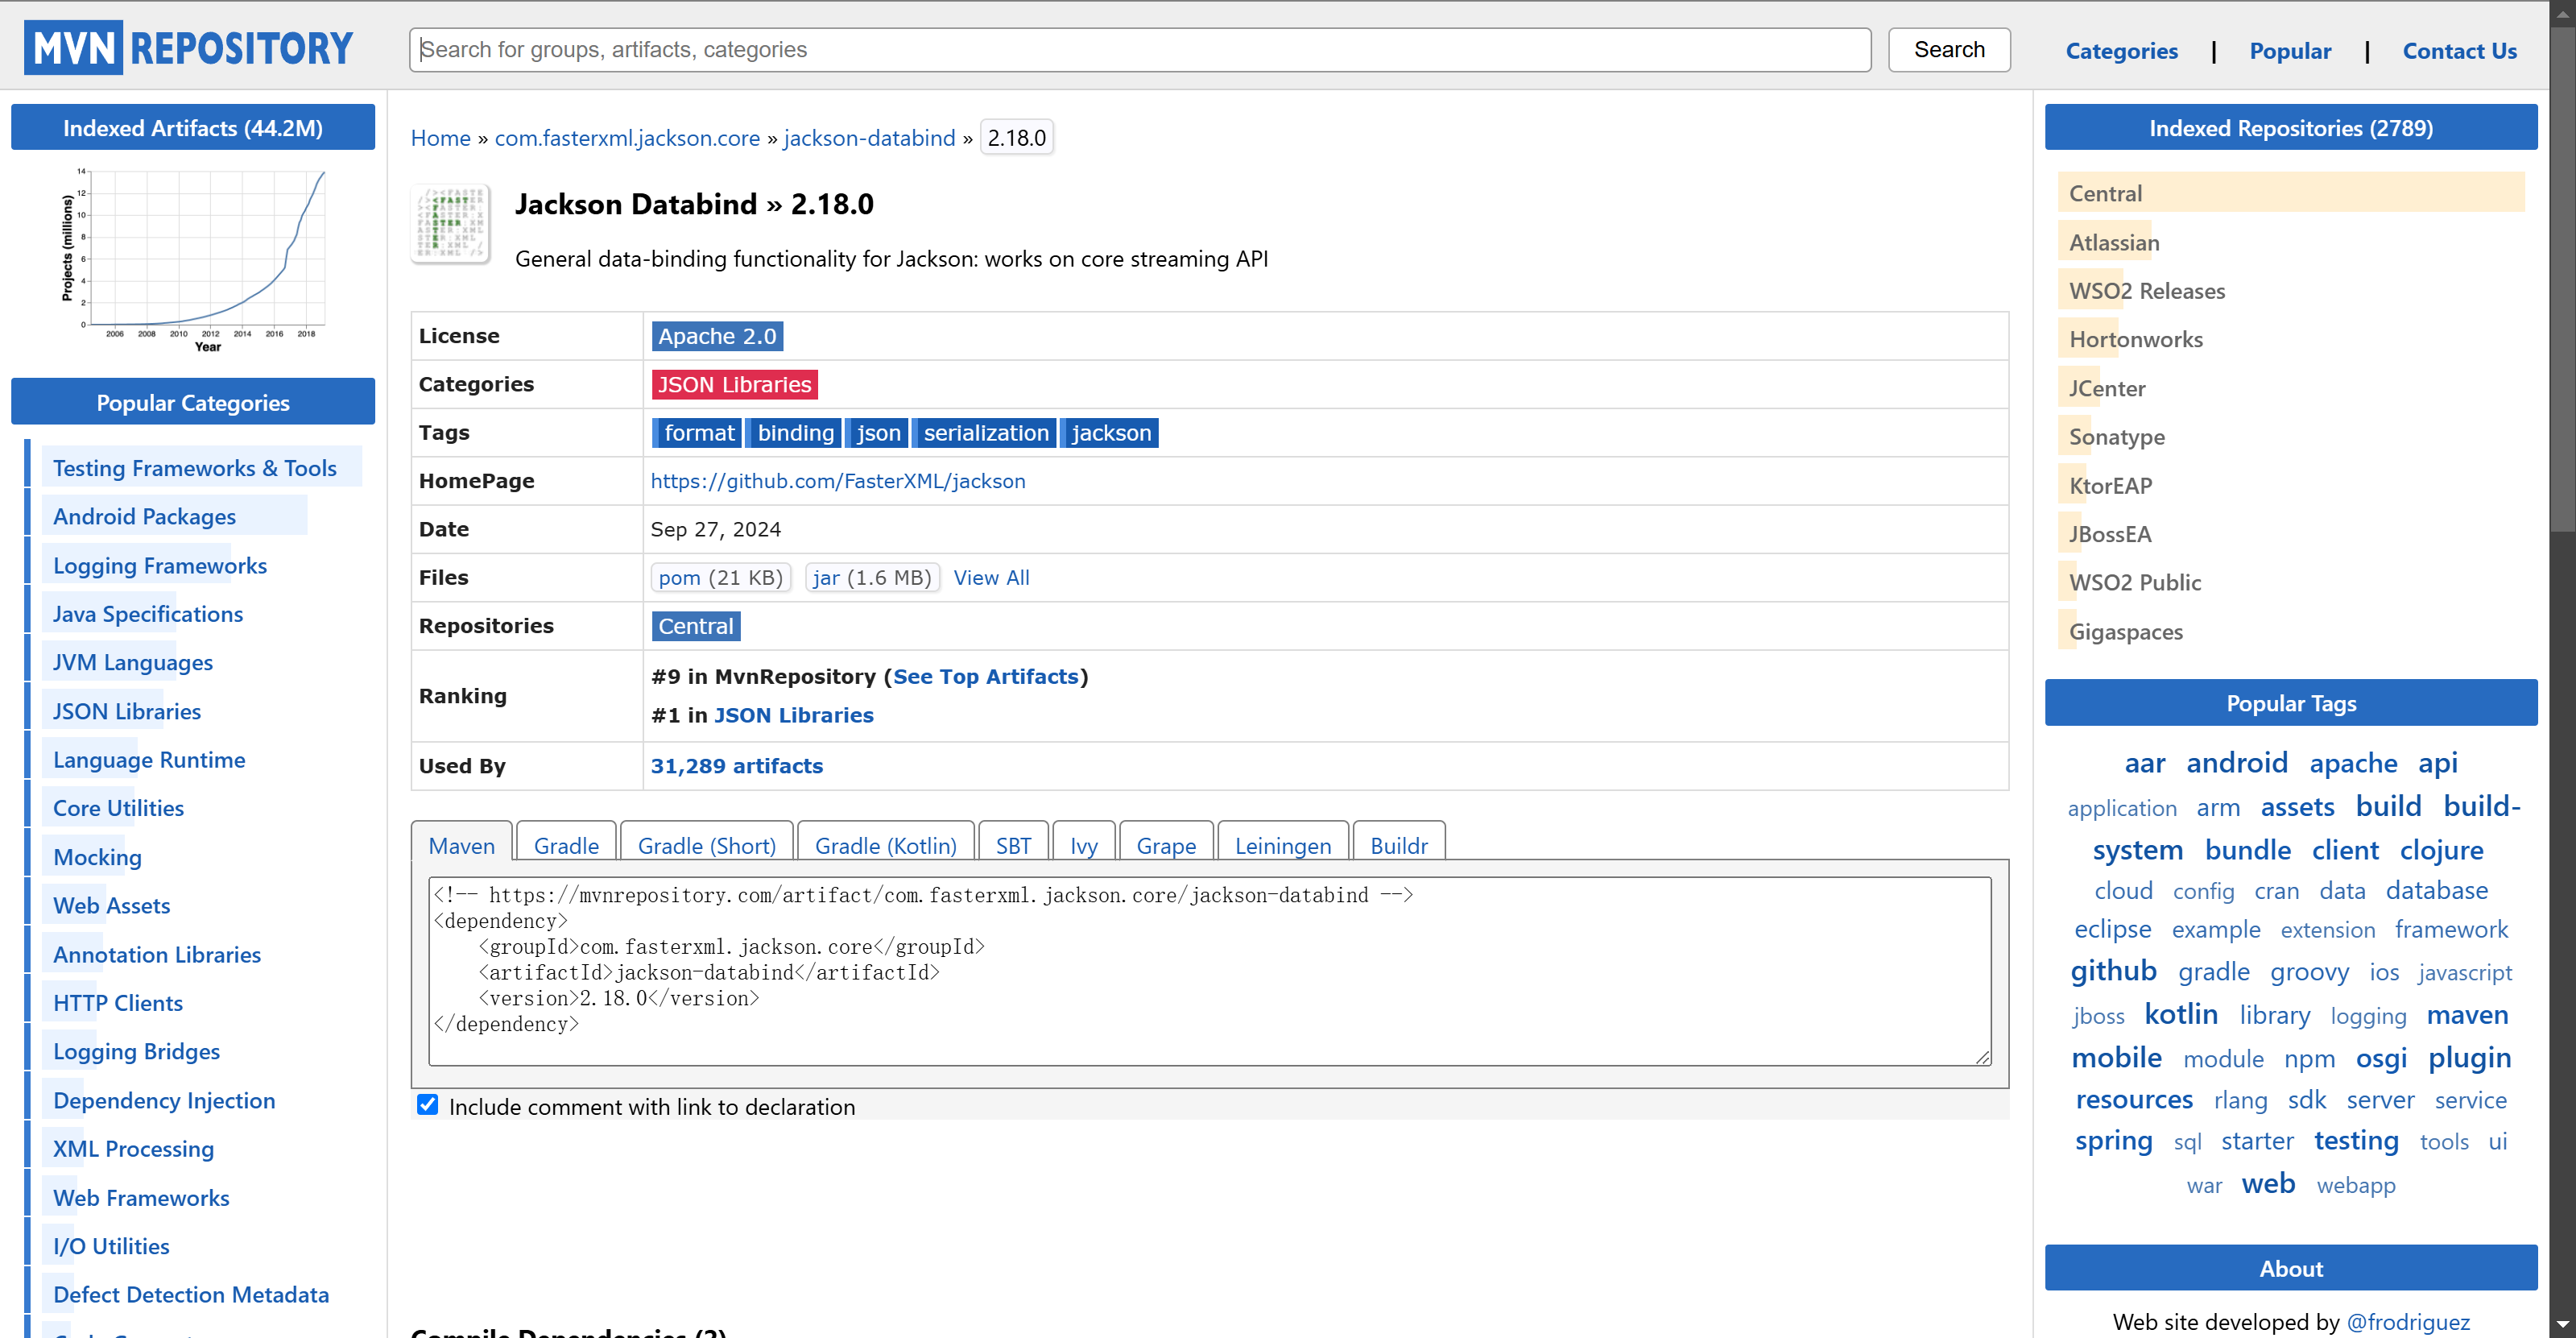 MVN REPOSITORY
Search for groups, artifacts, categories
Search
Categories | Popular | Contact Us
Indexed Artifacts (44.2M)
Projects (millions)
14
12
10
8
6
4
2
0
2006 2008 2010 2012 2014 2016 2018
Year
Popular Categories
Testing Frameworks & Tools
Android Packages
Logging Frameworks
Java Specifications
JVM Languages
JSON Libraries
Language Runtime
Core Utilities
Mocking
Web Assets
Annotation Libraries
HTTP Clients
Logging Bridges
Dependency Injection
XML Processing
Web Frameworks
I/O Utilities
Defect Detection Metadata
Home » com.fasterxml.jackson.core » jackson-databind » 2.18.0
Jackson Databind » 2.18.0
General data-binding functionality for Jackson: works on core streaming API
License Apache 2.0
Categories JSON Libraries
Tags format binding json serialization jackson
HomePage https://github.com/FasterXML/jackson
Date Sep 27, 2024
Files pom (21 KB) jar (1.6 MB) View All
Repositories Central
Ranking #9 in MvnRepository (See Top Artifacts)
#1 in JSON Libraries
Used By 31,289 artifacts
Maven Gradle Gradle (Short) Gradle (Kotlin) SBT Ivy Grape Leiningen Buildr
<!-- https://mvnrepository.com/artifact/com.fasterxml.jackson.core/jackson-databind -->
<dependency>
    <groupId>com.fasterxml.jackson.core</groupId>
    <artifactId>jackson-databind</artifactId>
    <version>2.18.0</version>
</dependency>
Include comment with link to declaration
Compile Dependencies (2)
Indexed Repositories (2789)
Central
Atlassian
WSO2 Releases
Hortonworks
JCenter
Sonatype
KtorEAP
JBossEA
WSO2 Public
Gigaspaces
Popular Tags
aar android apache api
application arm assets build build-
system bundle client clojure
cloud config cran data database
eclipse example extension framework
github gradle groovy ios javascript
jboss kotlin library logging maven
mobile module npm osgi plugin
resources rlang sdk server service
spring sql starter testing tools ui
war web webapp
About
Web site developed by @frodriguez